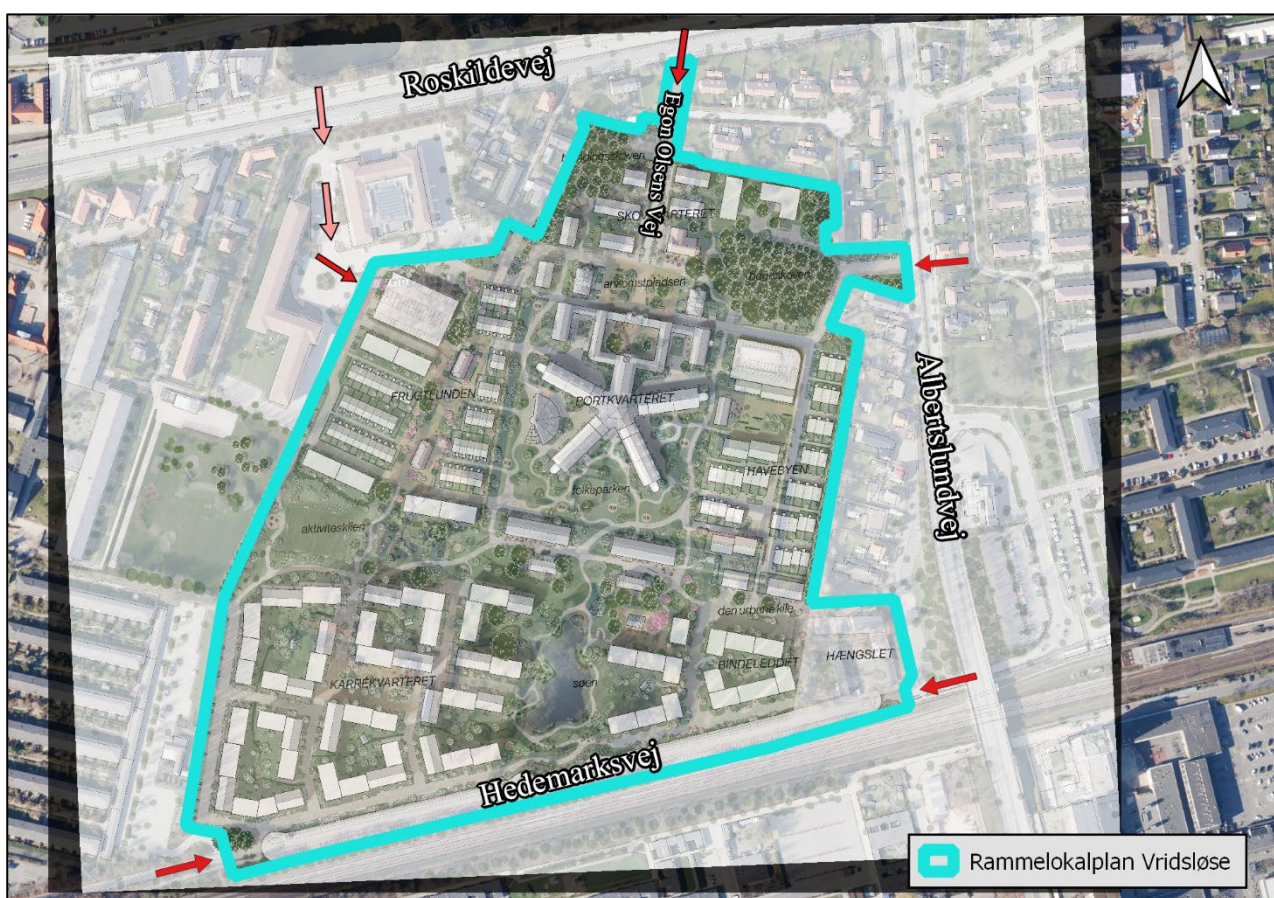 Roskildevej
Egon Olsens Vej
SKOVKVARTERET
ankomstpladsen
FRUGTLUNDEN
PORTKVARTERET
Albertslundvej
HAVEBYEN
folkeparken
aktivitetskilen
den urbane kile
BINDELEDDET
HÆNGSLET
KARRÉKVARTERET
søen
Hedemarksvej
Rammelokalplan Vridsløse